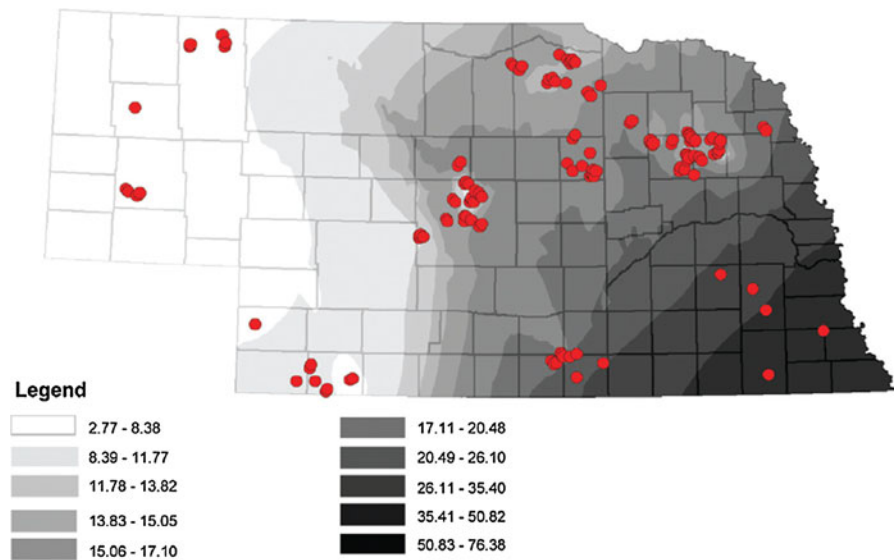 Legend
2.77 - 8.38
8.39 - 11.77
11.78 - 13.82
13.83 - 15.05
15.06 - 17.10
17.11 - 20.48
20.49 - 26.10
26.11 - 35.40
35.41 - 50.82
50.83 - 76.38